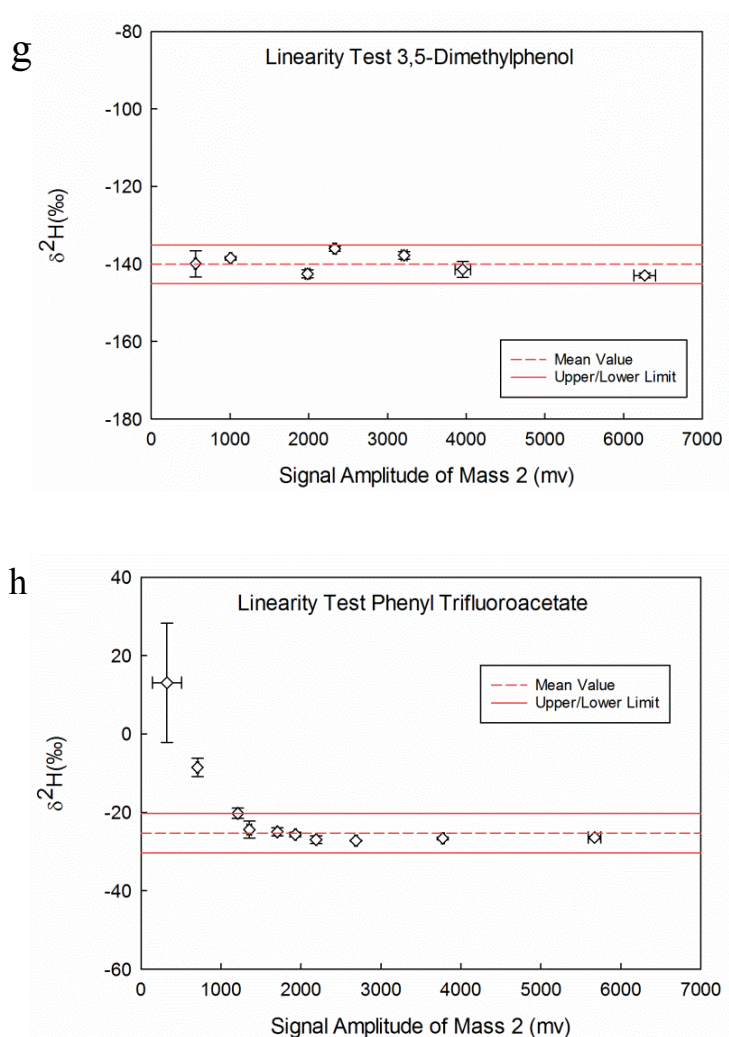 g
Linearity Test 3,5-Dimethylphenol
-80
-100
-120
-140
-160
-180
δ²H(‰)
Mean Value
Upper/Lower Limit
0 1000 2000 3000 4000 5000 6000 7000
Signal Amplitude of Mass 2 (mv)
h
Linearity Test Phenyl Trifluoroacetate
40
20
0
-20
-40
-60
δ²H(‰)
Mean Value
Upper/Lower Limit
0 1000 2000 3000 4000 5000 6000 7000
Signal Amplitude of Mass 2 (mv)